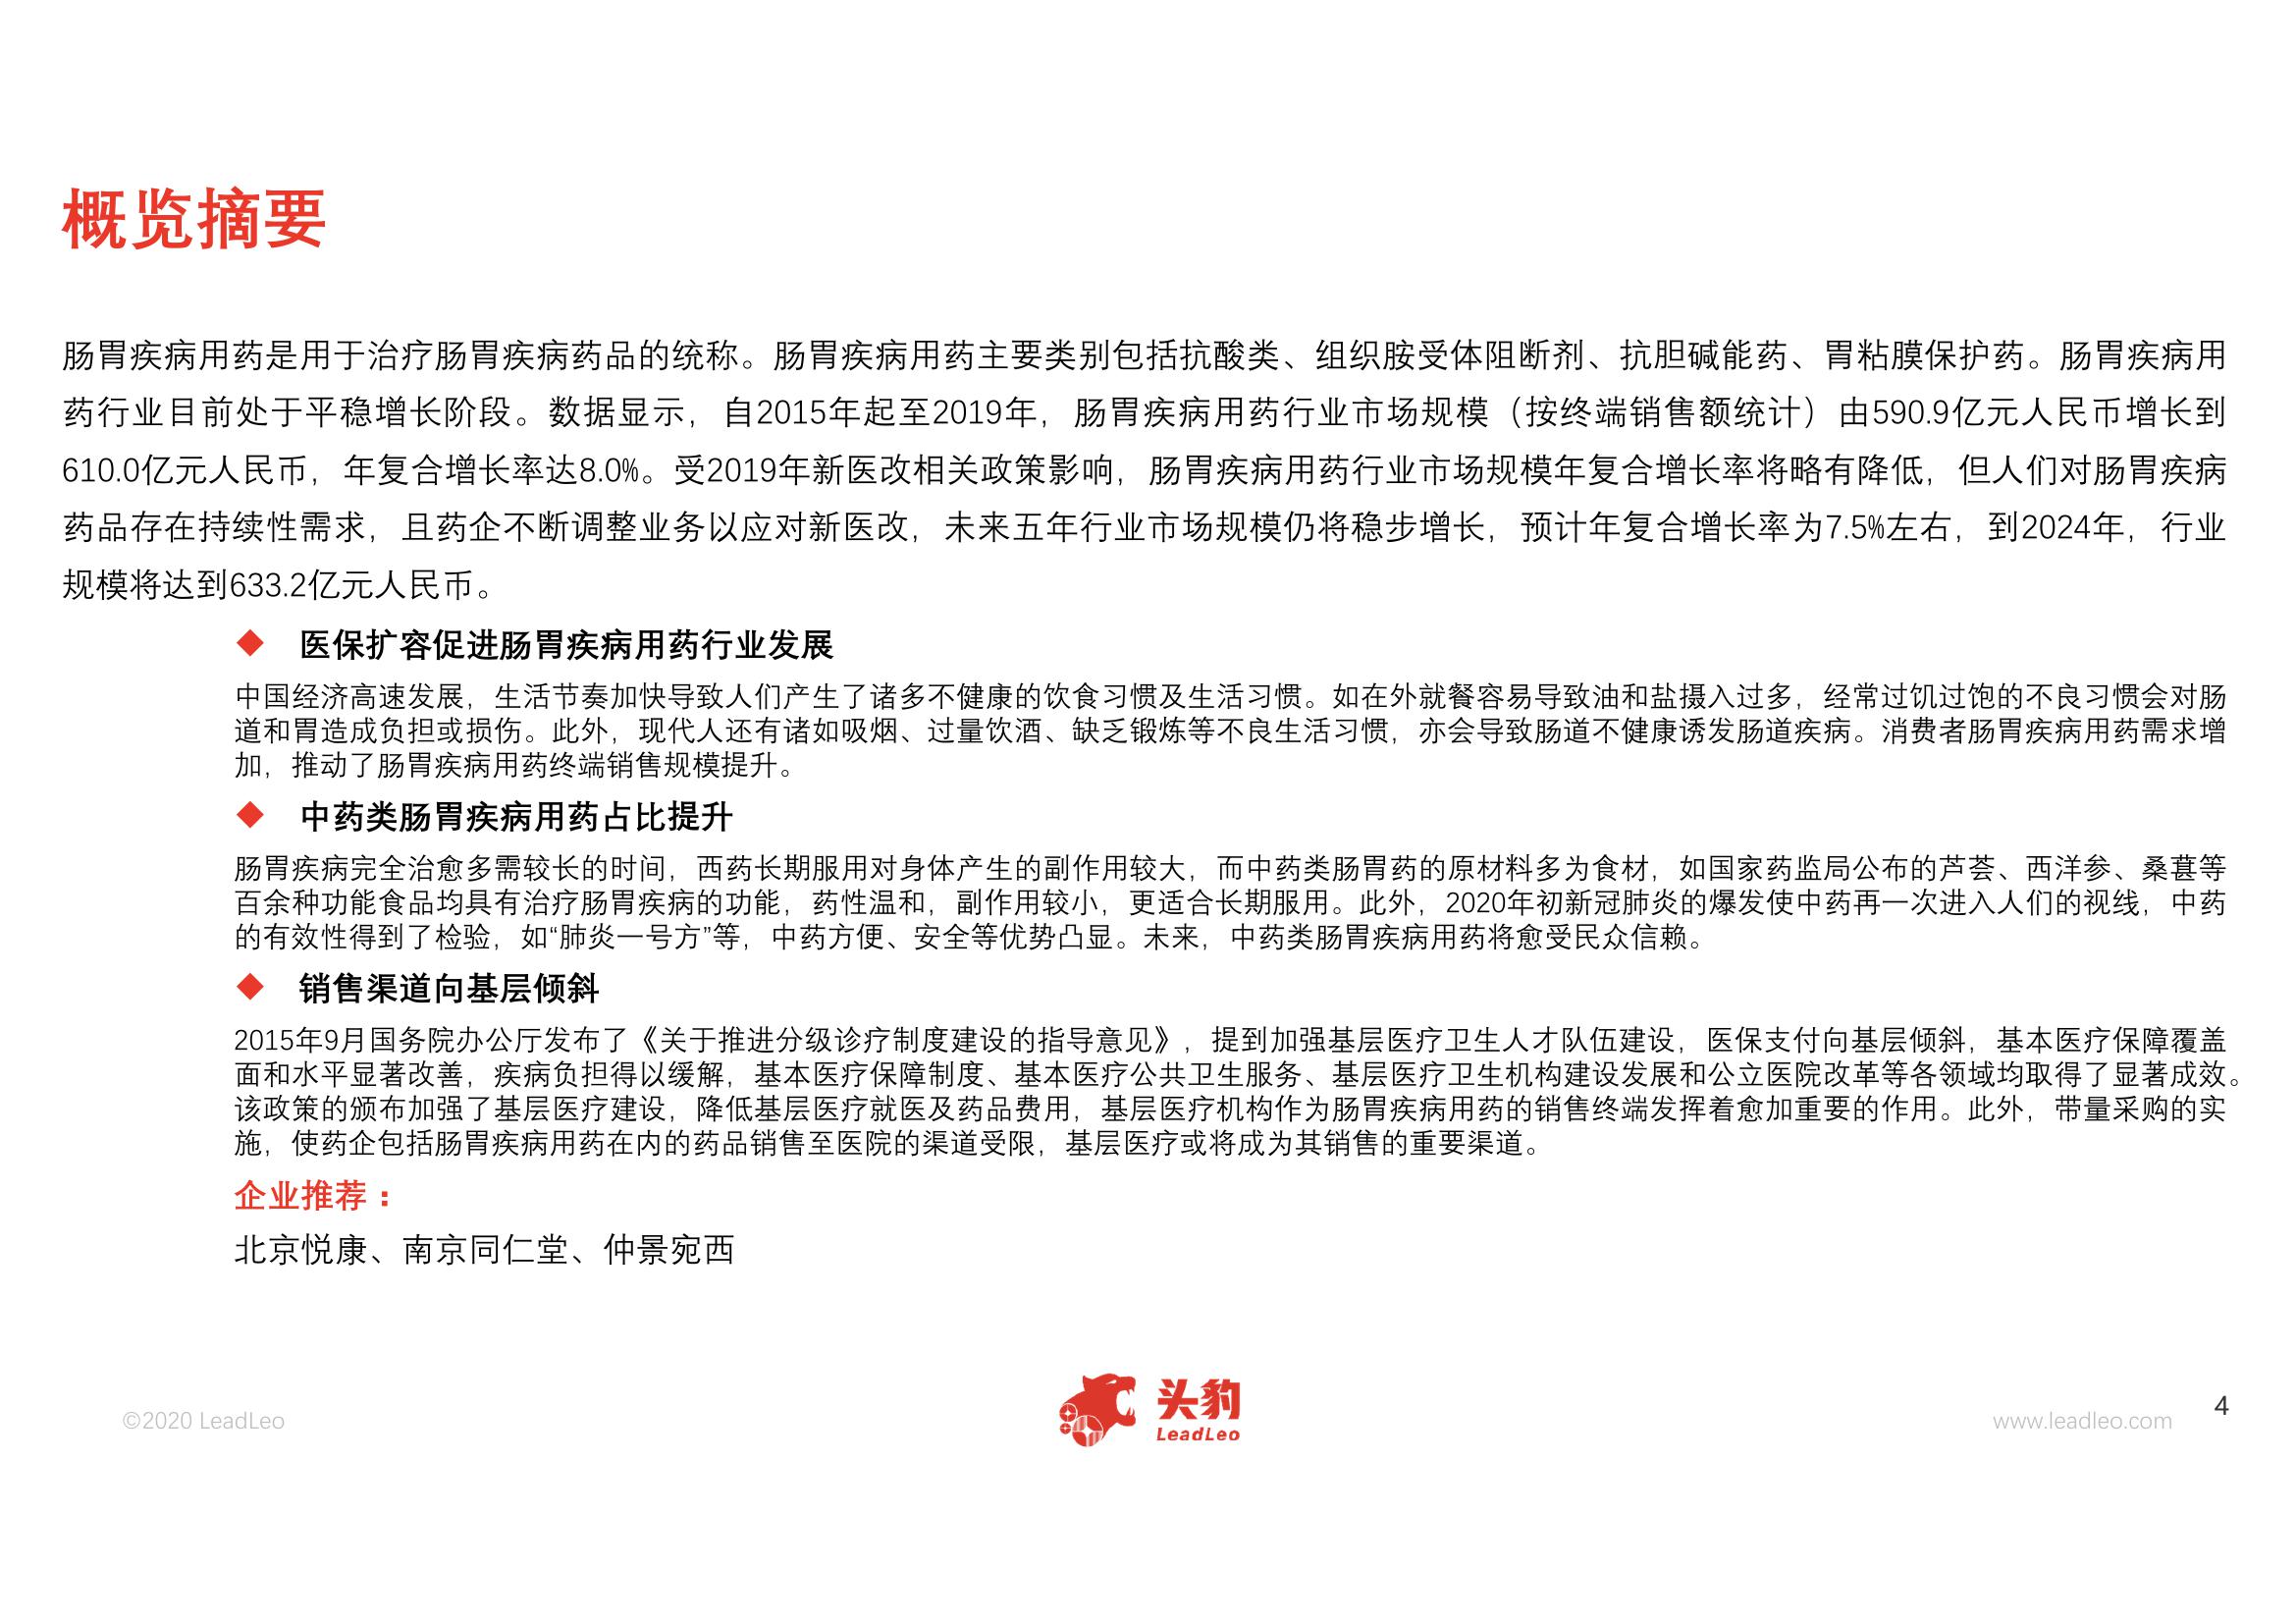 概览摘要
肠胃疾病用药是用于治疗肠胃疾病药品的统称。肠胃疾病用药主要类别包括抗酸类、组织胺受体阻断剂、抗胆碱能药、胃粘膜保护药。肠胃疾病用
药行业目前处于平稳增长阶段。数据显示，自2015年起至2019年，肠胃疾病用药行业市场规模（按终端销售额统计）由590.9亿元人民币增长到
610.0亿元人民币，年复合增长率达8.0%。受2019年新医改相关政策影响，肠胃疾病用药行业市场规模年复合增长率将略有降低，但人们对肠胃疾病
药品存在持续性需求，且药企不断调整业务以应对新医改，未来五年行业市场规模仍将稳步增长，预计年复合增长率为7.5%左右，到2024年，行业
规模将达到633.2亿元人民币。
◆ 医保扩容促进肠胃疾病用药行业发展
中国经济高速发展，生活节奏加快导致人们产生了诸多不健康的饮食习惯及生活习惯。如在外就餐容易导致油和盐摄入过多，经常过饥过饱的不良习惯会对肠
道和胃造成负担或损伤。此外，现代人还有诸如吸烟、过量饮酒、缺乏锻炼等不良生活习惯，亦会导致肠道不健康诱发肠道疾病。消费者肠胃疾病用药需求增
加，推动了肠胃疾病用药终端销售规模提升。
◆ 中药类肠胃疾病用药占比提升
肠胃疾病完全治愈多需较长的时间，西药长期服用对身体产生的副作用较大，而中药类肠胃药的原材料多为食材，如国家药监局公布的芦荟、西洋参、桑葚等
百余种功能食品均具有治疗肠胃疾病的功能，药性温和，副作用较小，更适合长期服用。此外，2020年初新冠肺炎的爆发使中药再一次进入人们的视线，中药
的有效性得到了检验，如“肺炎一号方”等，中药方便、安全等优势凸显。未来，中药类肠胃疾病用药将愈受民众信赖。
◆ 销售渠道向基层倾斜
2015年9月国务院办公厅发布了《关于推进分级诊疗制度建设的指导意见》，提到加强基层医疗卫生人才队伍建设，医保支付向基层倾斜，基本医疗保障覆盖
面和水平显著改善，疾病负担得以缓解，基本医疗保障制度、基本医疗公共卫生服务、基层医疗卫生机构建设发展和公立医院改革等各领域均取得了显著成效。
该政策的颁布加强了基层医疗建设，降低基层医疗就医及药品费用，基层医疗机构作为肠胃疾病用药的销售终端发挥着愈加重要的作用。此外，带量采购的实
施，使药企包括肠胃疾病用药在内的药品销售至医院的渠道受限，基层医疗或将成为其销售的重要渠道。
企业推荐：
北京悦康、南京同仁堂、仲景宛西
©2020 LeadLeo
头豹
LeadLeo
www.leadleo.com
4